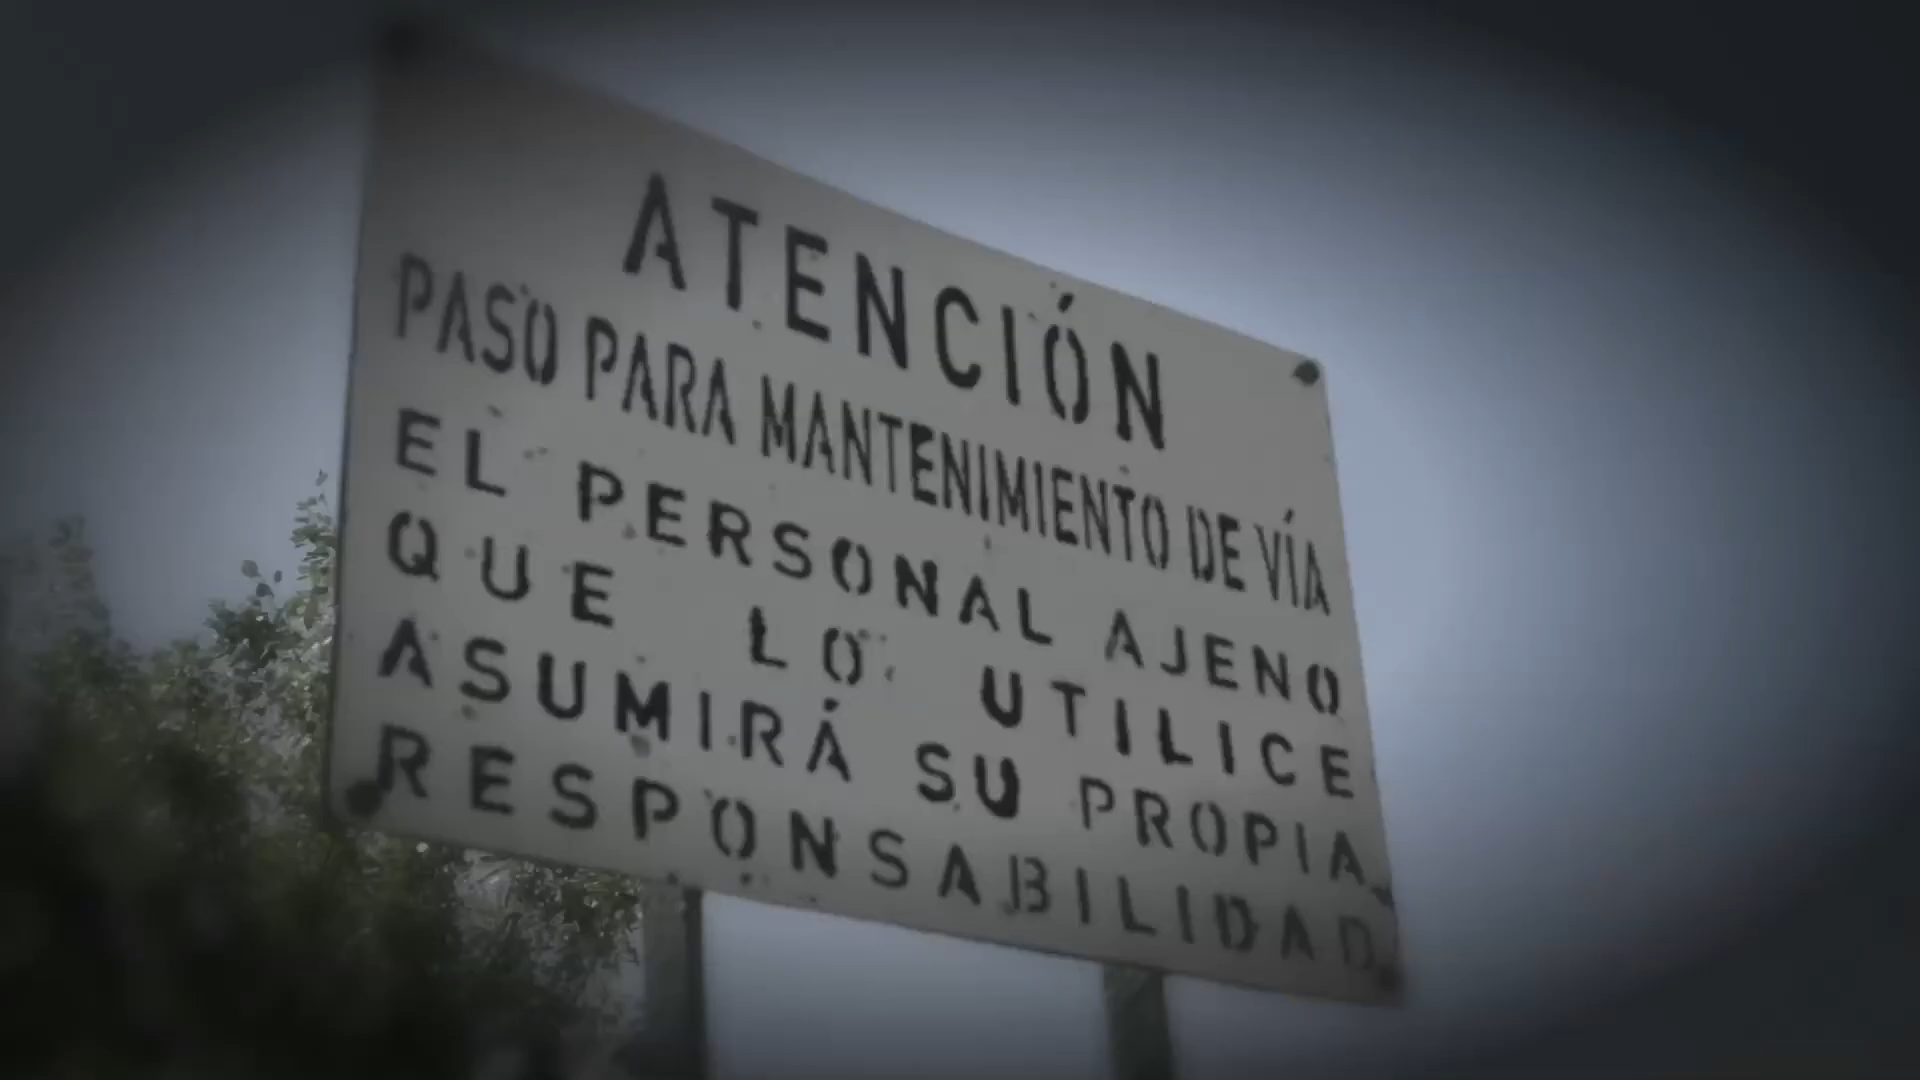 ATENCIÓN
PASO PARA MANTENIMIENTO DE VÍA
EL PERSONAL AJENO
QUE LO UTILICE
ASUMIRÁ SU PROPIA
RESPONSABILIDAD